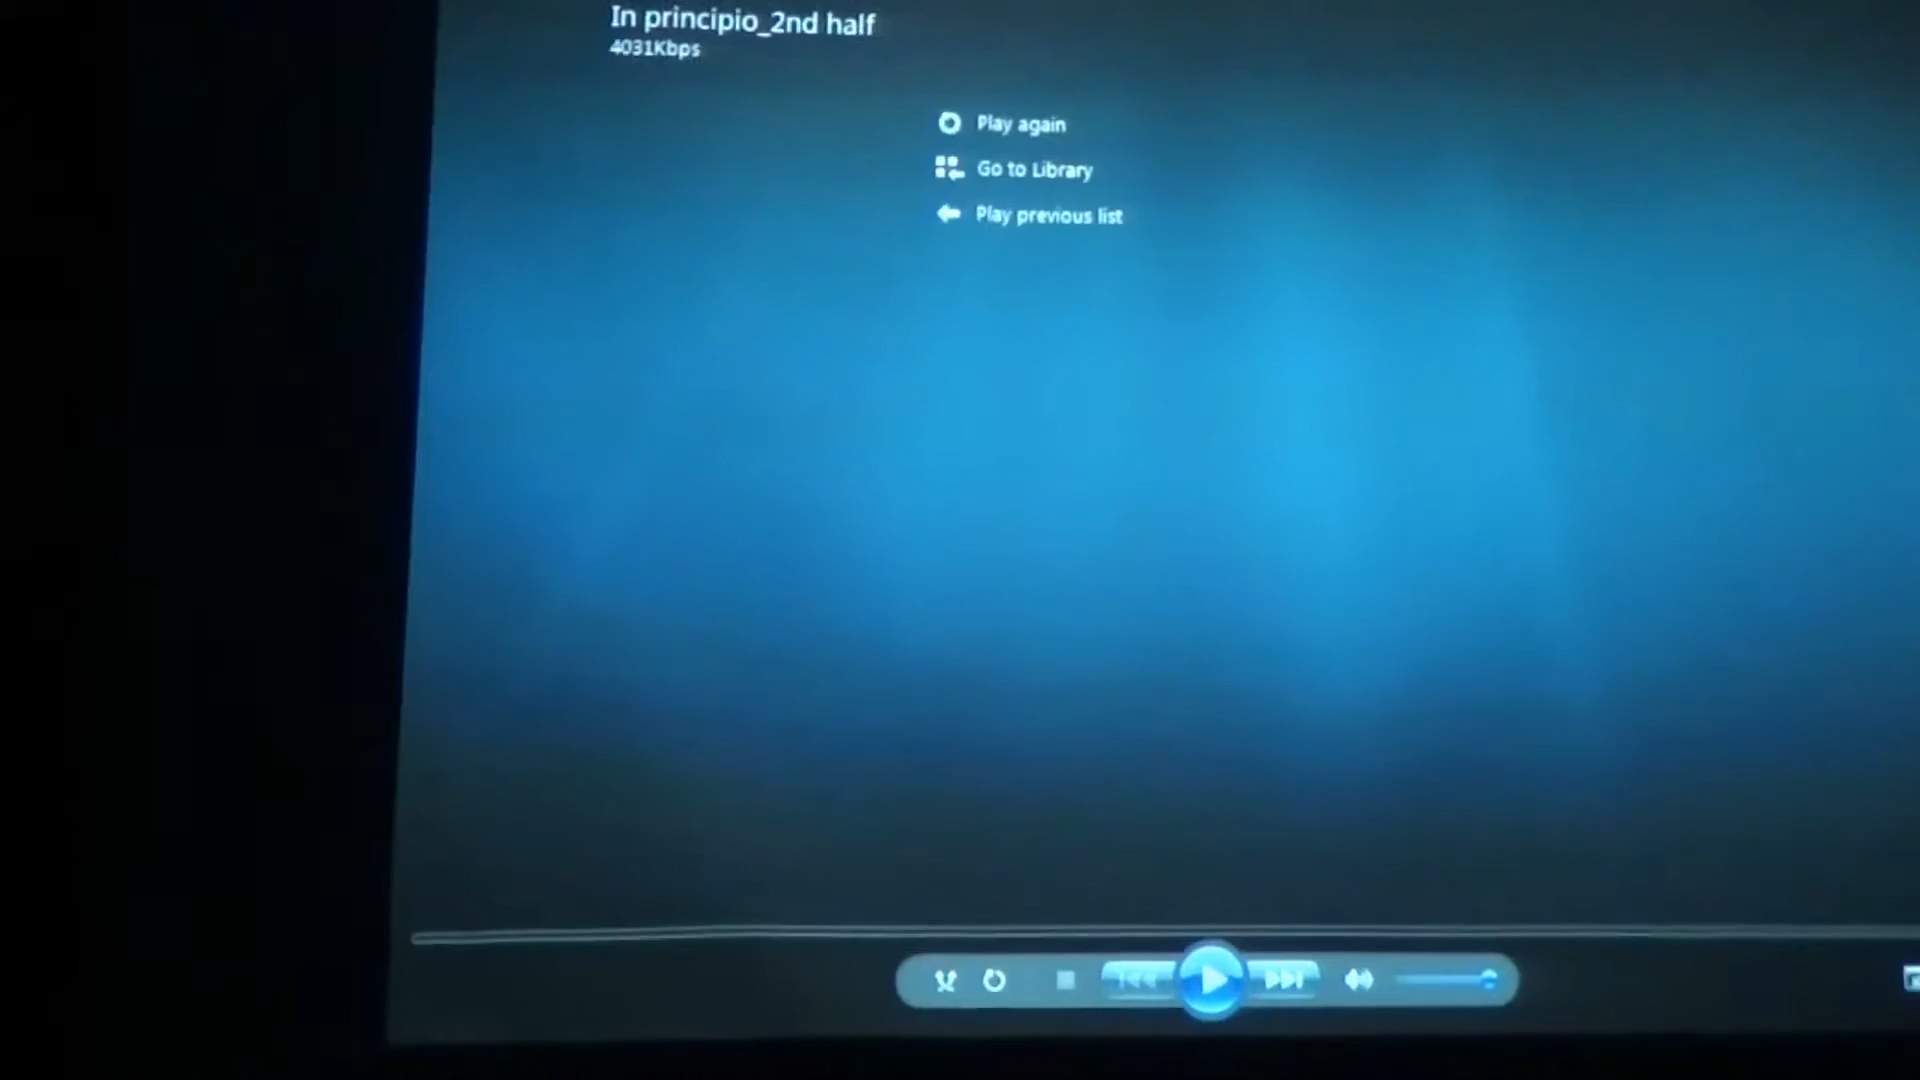 In principio_2nd half
4031Kbps
Play again
Go to Library
Play previous list